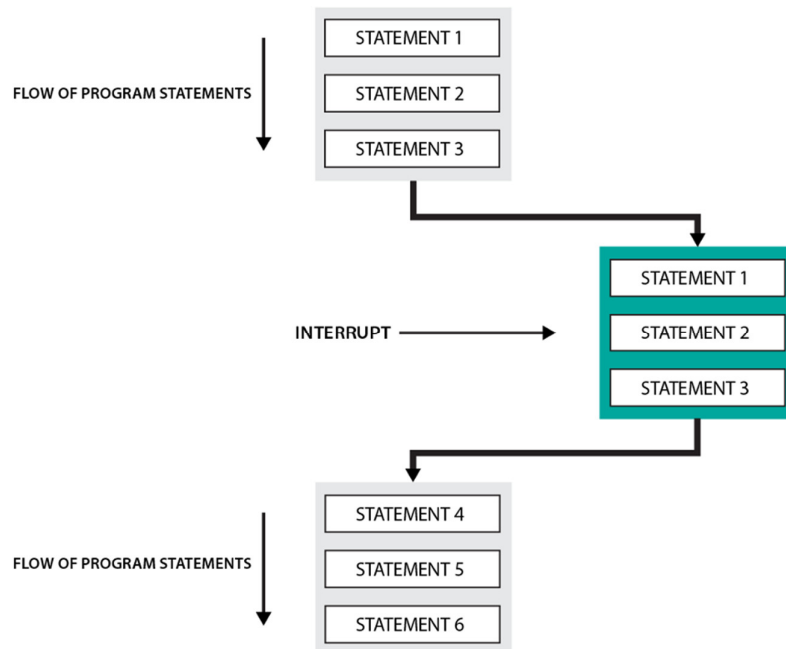 STATEMENT 1
FLOW OF PROGRAM STATEMENTS
STATEMENT 2
STATEMENT 3
STATEMENT 1
INTERRUPT
STATEMENT 2
STATEMENT 3
STATEMENT 4
FLOW OF PROGRAM STATEMENTS
STATEMENT 5
STATEMENT 6